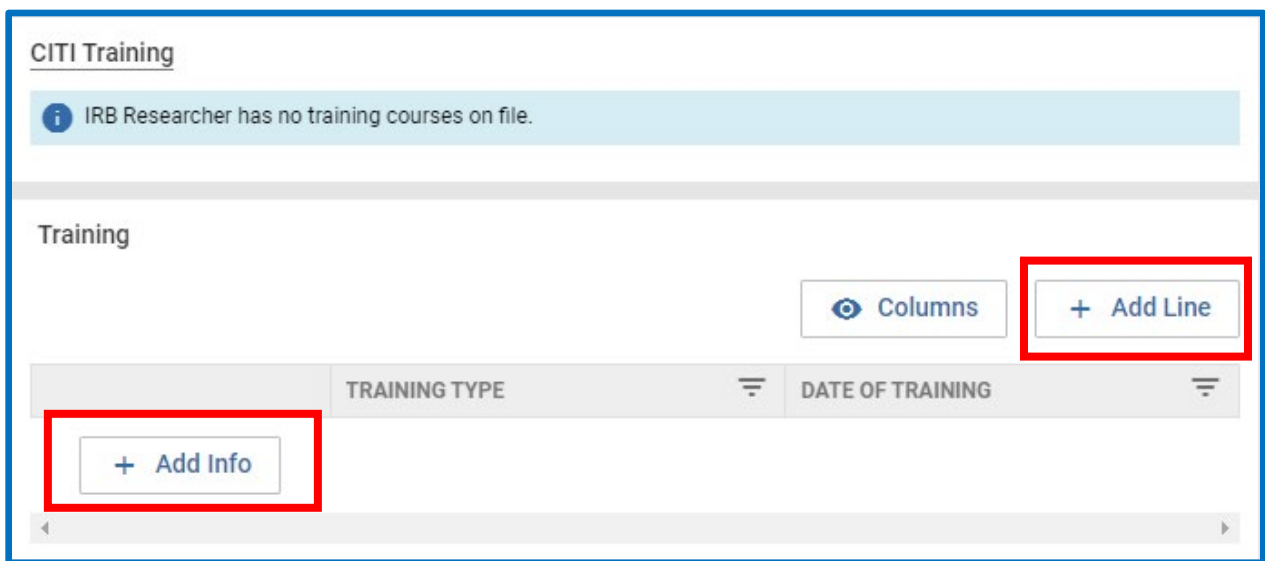 CITI Training
IRB Researcher has no training courses on file.
Training
Columns
+ Add Line
TRAINING TYPE
DATE OF TRAINING
+ Add Info